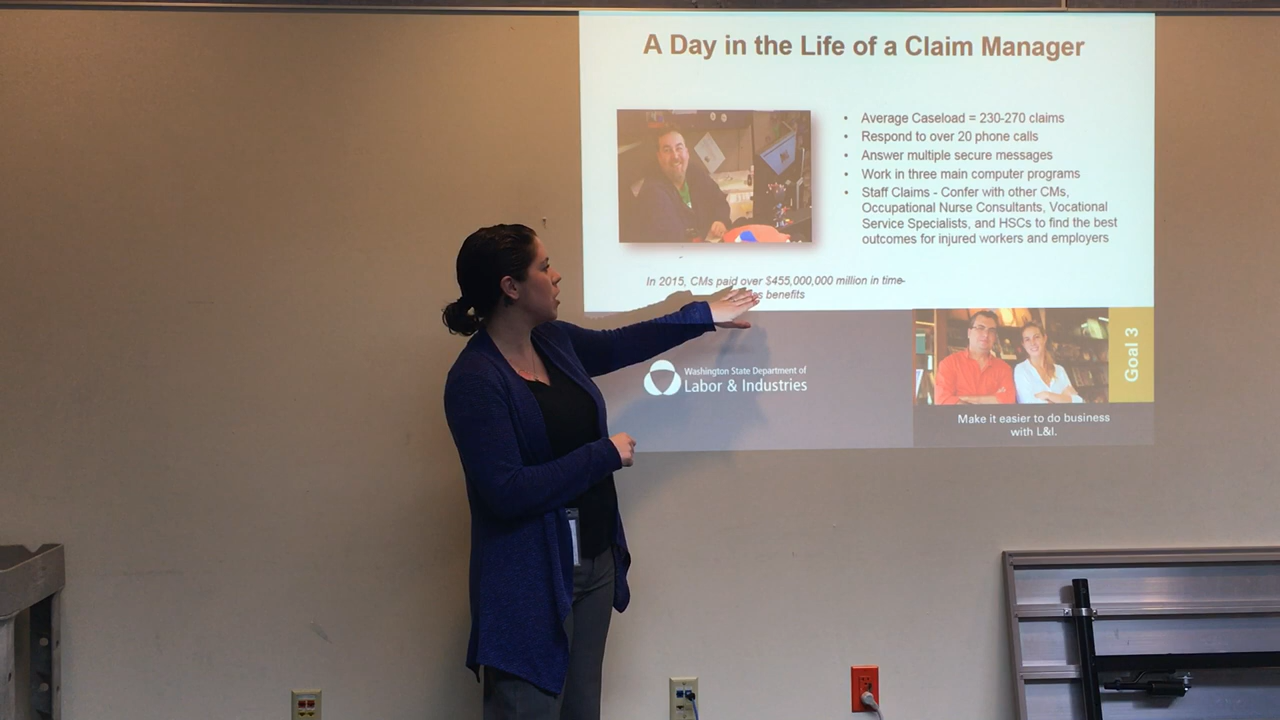 A Day in the Life of a Claim Manager
• Average Caseload = 230-270 claims
• Respond to over 20 phone calls
• Answer multiple secure messages
• Work in three main computer programs
• Staff Claims - Confer with other CMs,
Occupational Nurse Consultants, Vocational
Service Specialists, and HSCs to find the best
outcomes for injured workers and employers
In 2015, CMs paid over $455,000,000 million in time-
benefits
Washington State Department of
Labor & Industries
Goal 3
Make it easier to do business
with L&I.